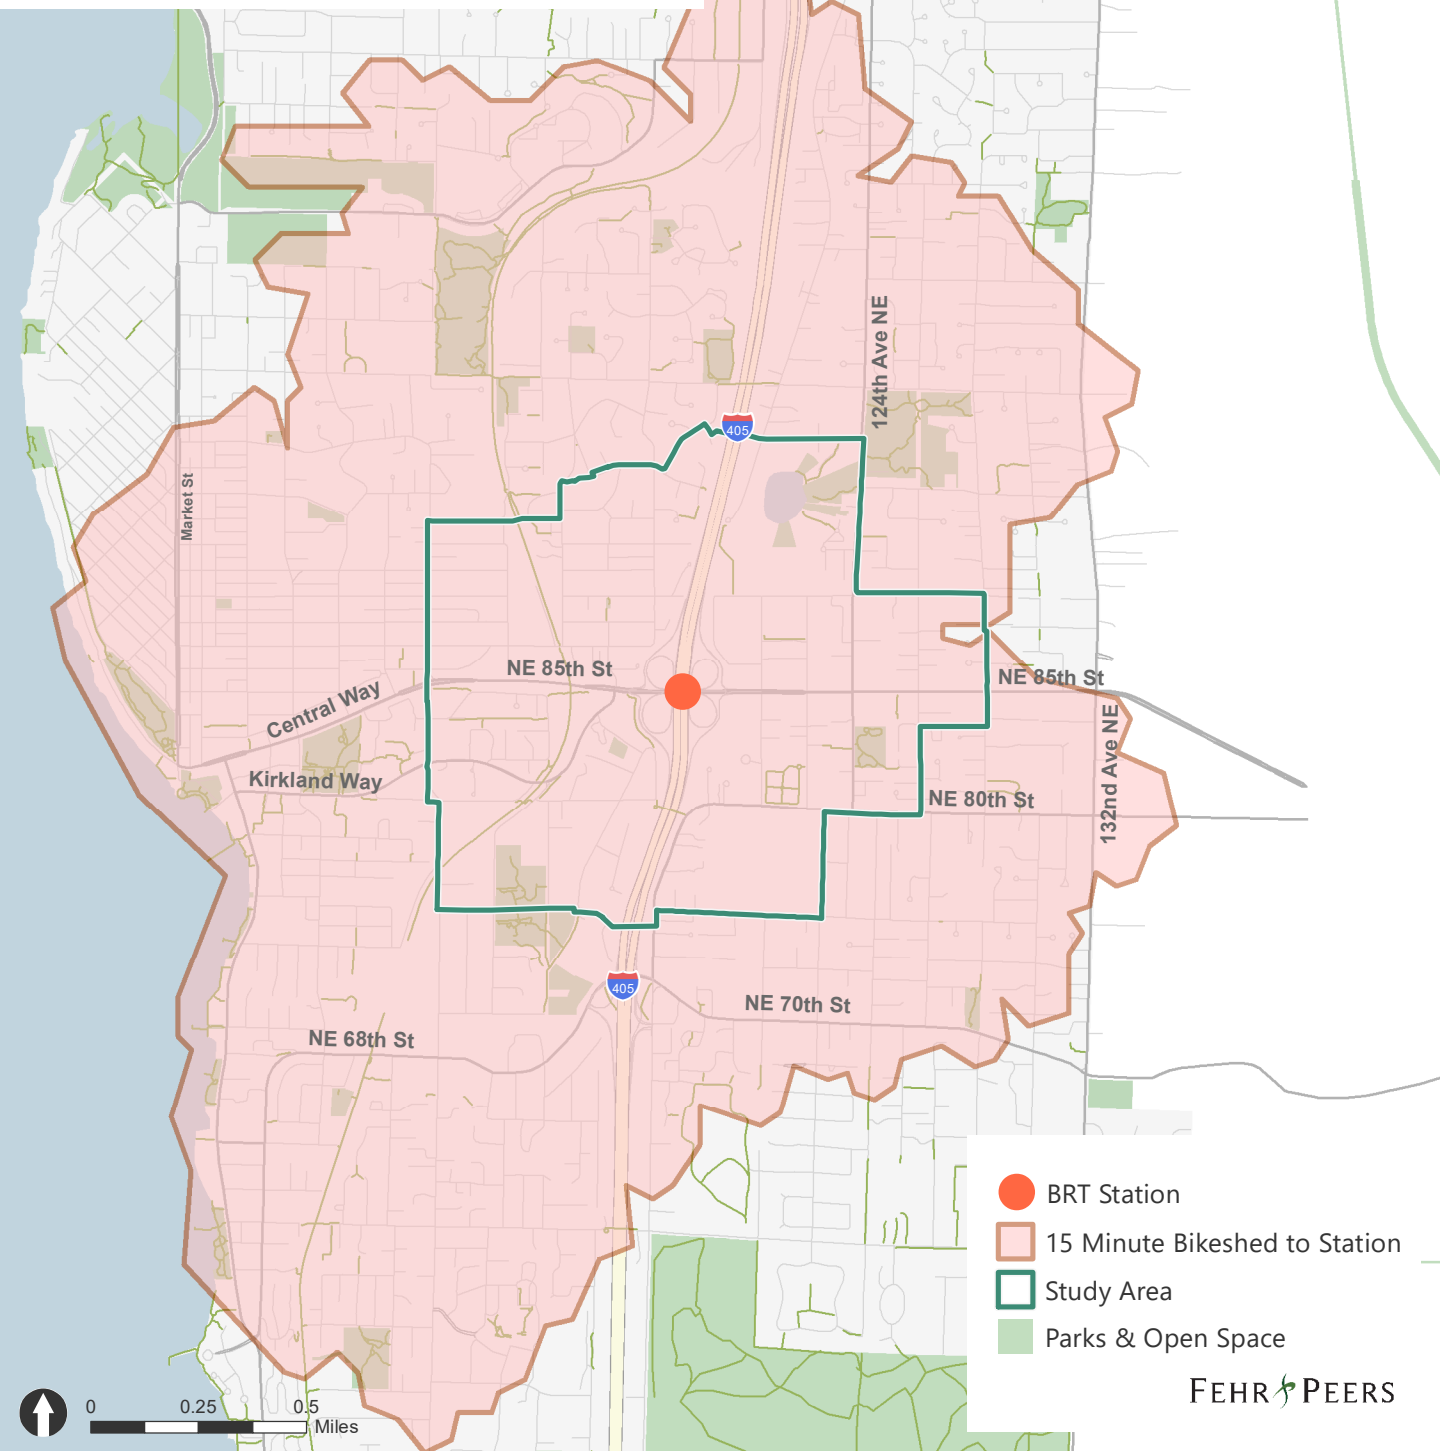 124th Ave NE
405
Market St
NE 85th St
NE 85th St
Central Way
Kirkland Way
NE 80th St
132nd Ave NE
405
NE 70th St
NE 68th St
BRT Station
15 Minute Bikeshed to Station
Study Area
Parks & Open Space
FEHR PEERS
0 0.25 0.5
Miles